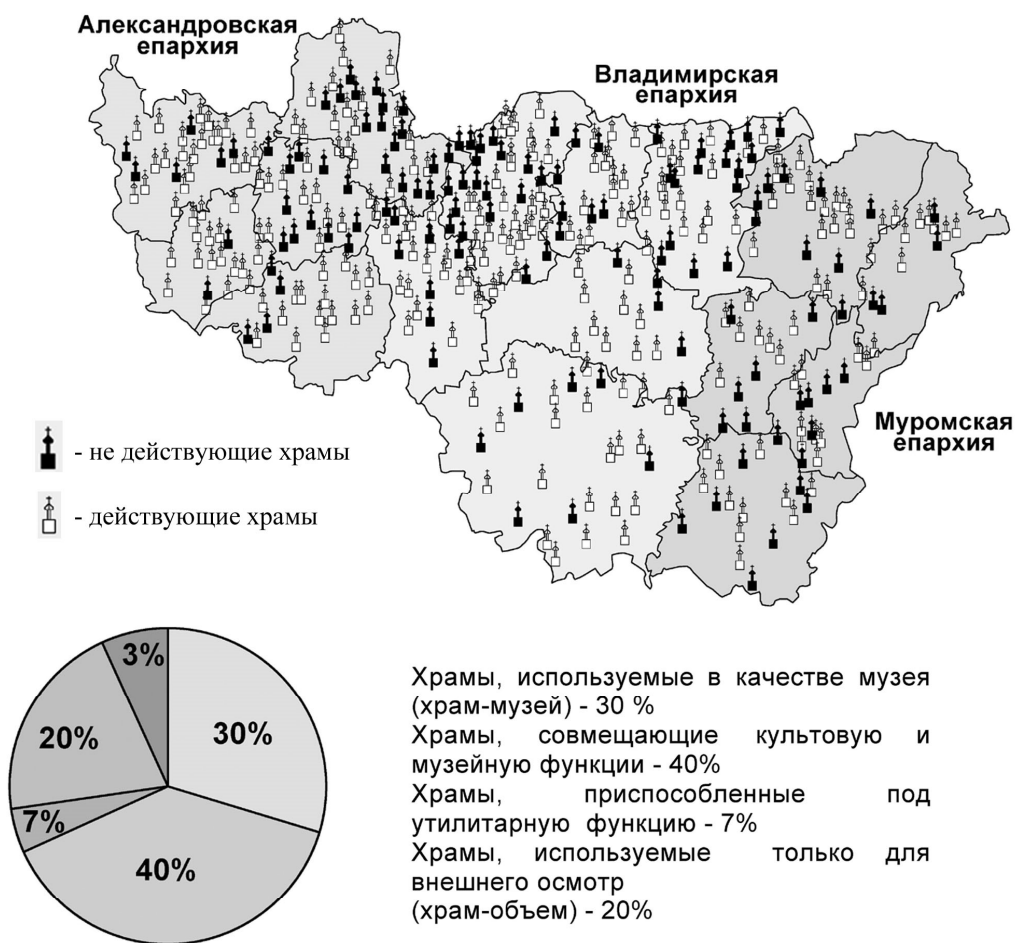 Александровская
епархия
Владимирская
епархия
Муромская
епархия
- не действующие храмы
- действующие храмы
3%
30%
20%
7%
40%
Храмы, используемые в качестве музея
(храм-музей) - 30 %
Храмы, совмещающие культовую и
музейную функции - 40%
Храмы, приспособленные под
утилитарную функцию - 7%
Храмы, используемые только для
внешнего осмотр
(храм-объем) - 20%